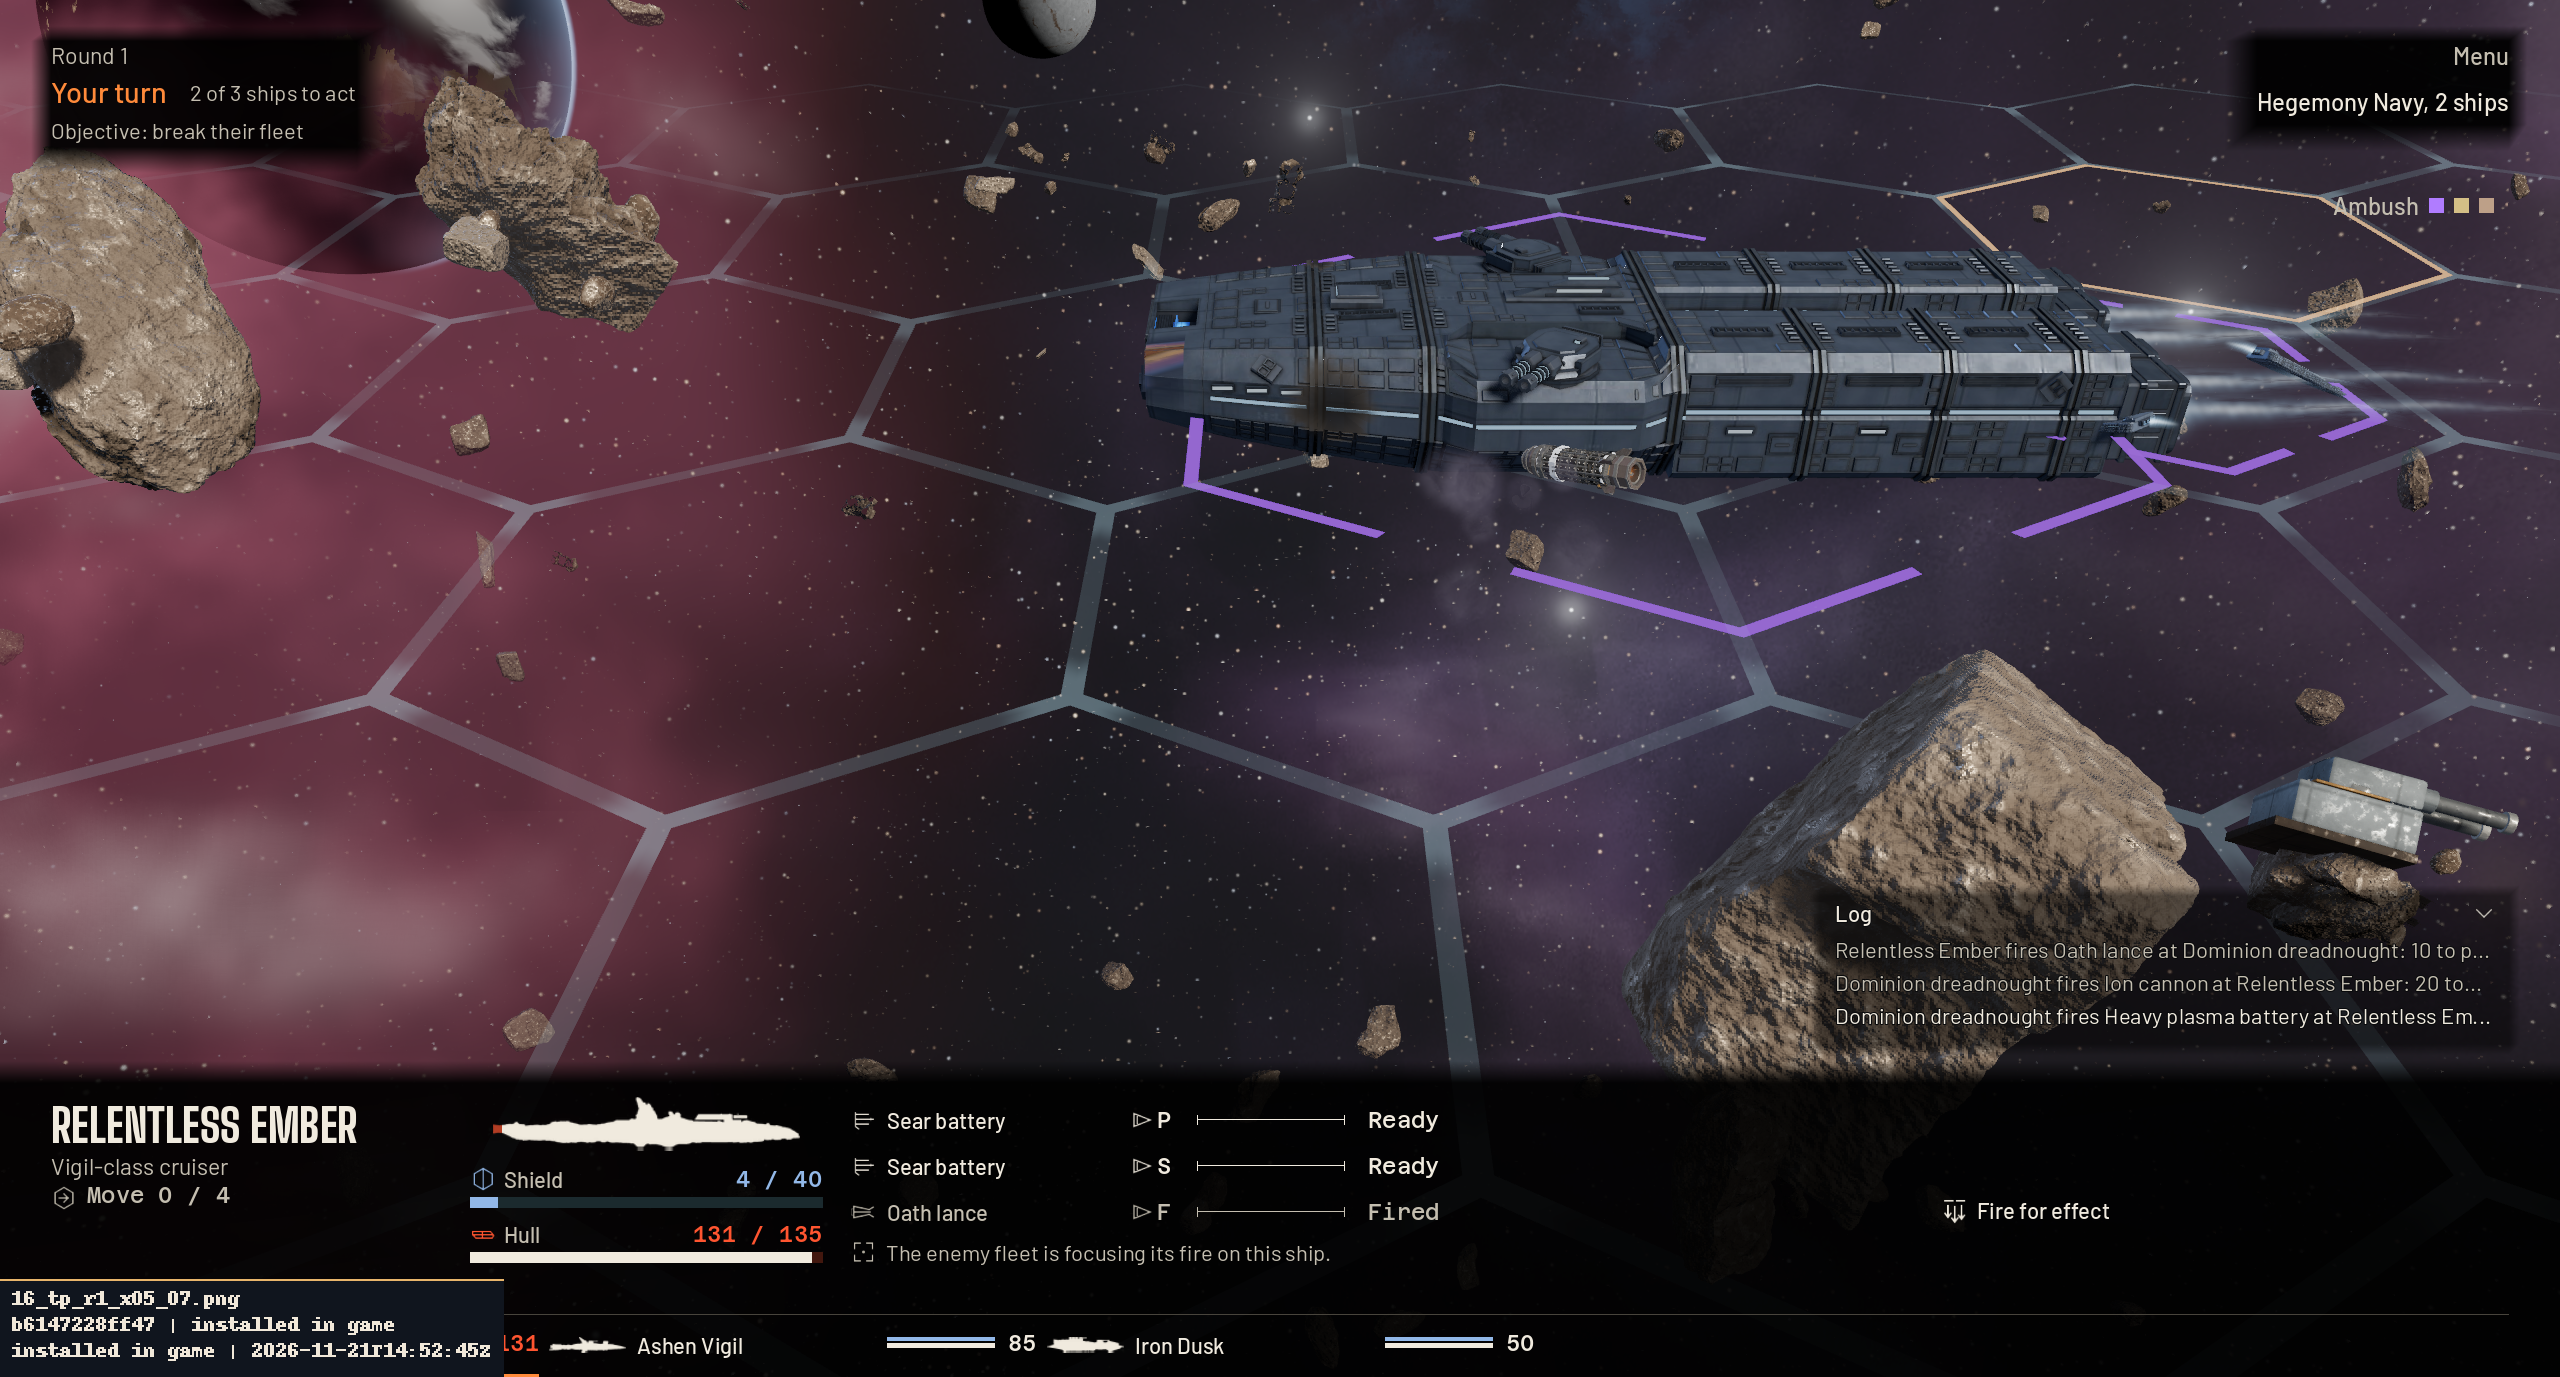 Round 1
Your turn 2 of 3 ships to act
Objective: break their fleet
Menu
Hegemony Navy, 2 ships
Ambush
Log
Relentless Ember fires Oath lance at Dominion dreadnought: 10 to p...
Dominion dreadnought fires Ion cannon at Relentless Ember: 20 to...
Dominion dreadnought fires Heavy plasma battery at Relentless Em...
RELENTLESS EMBER
Vigil-class cruiser
Move 0 / 4
Shield 4 / 40
Hull 131 / 135
Sear battery P Ready
Sear battery S Ready
Oath lance F Fired
The enemy fleet is focusing its fire on this ship.
Fire for effect
16_tp_r1_x05_07.png
b6147228ff47 | installed in game
installed in game | 2026-11-21r14:52:45z
131 Ashen Vigil 85 Iron Dusk 50